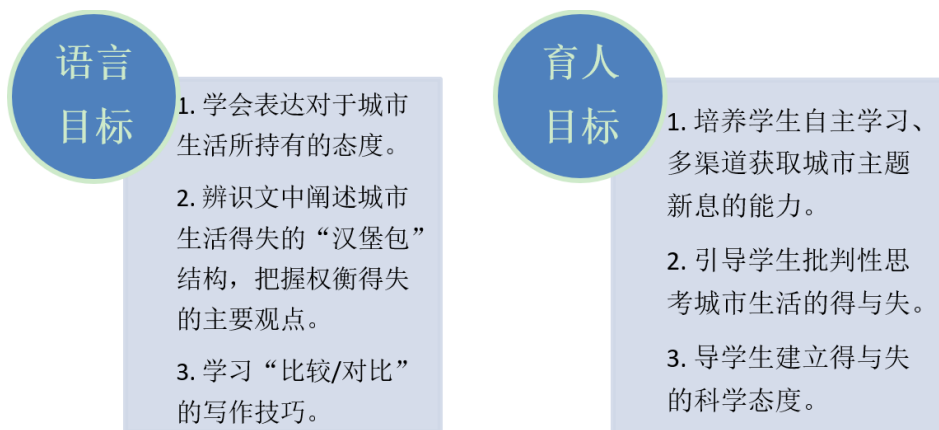 语言
目标
1. 学会表达对于城市
生活所持有的态度。
2. 辨识文中阐述城市
生活得失的“汉堡包”
结构，把握权衡得失
的主要观点。
3. 学习“比较/对比”
的写作技巧。
育人
目标
1. 培养学生自主学习、
多渠道获取城市主题
新息的能力。
2. 引导学生批判性思
考城市生活的得与失。
3. 导学生建立得与失
的科学态度。